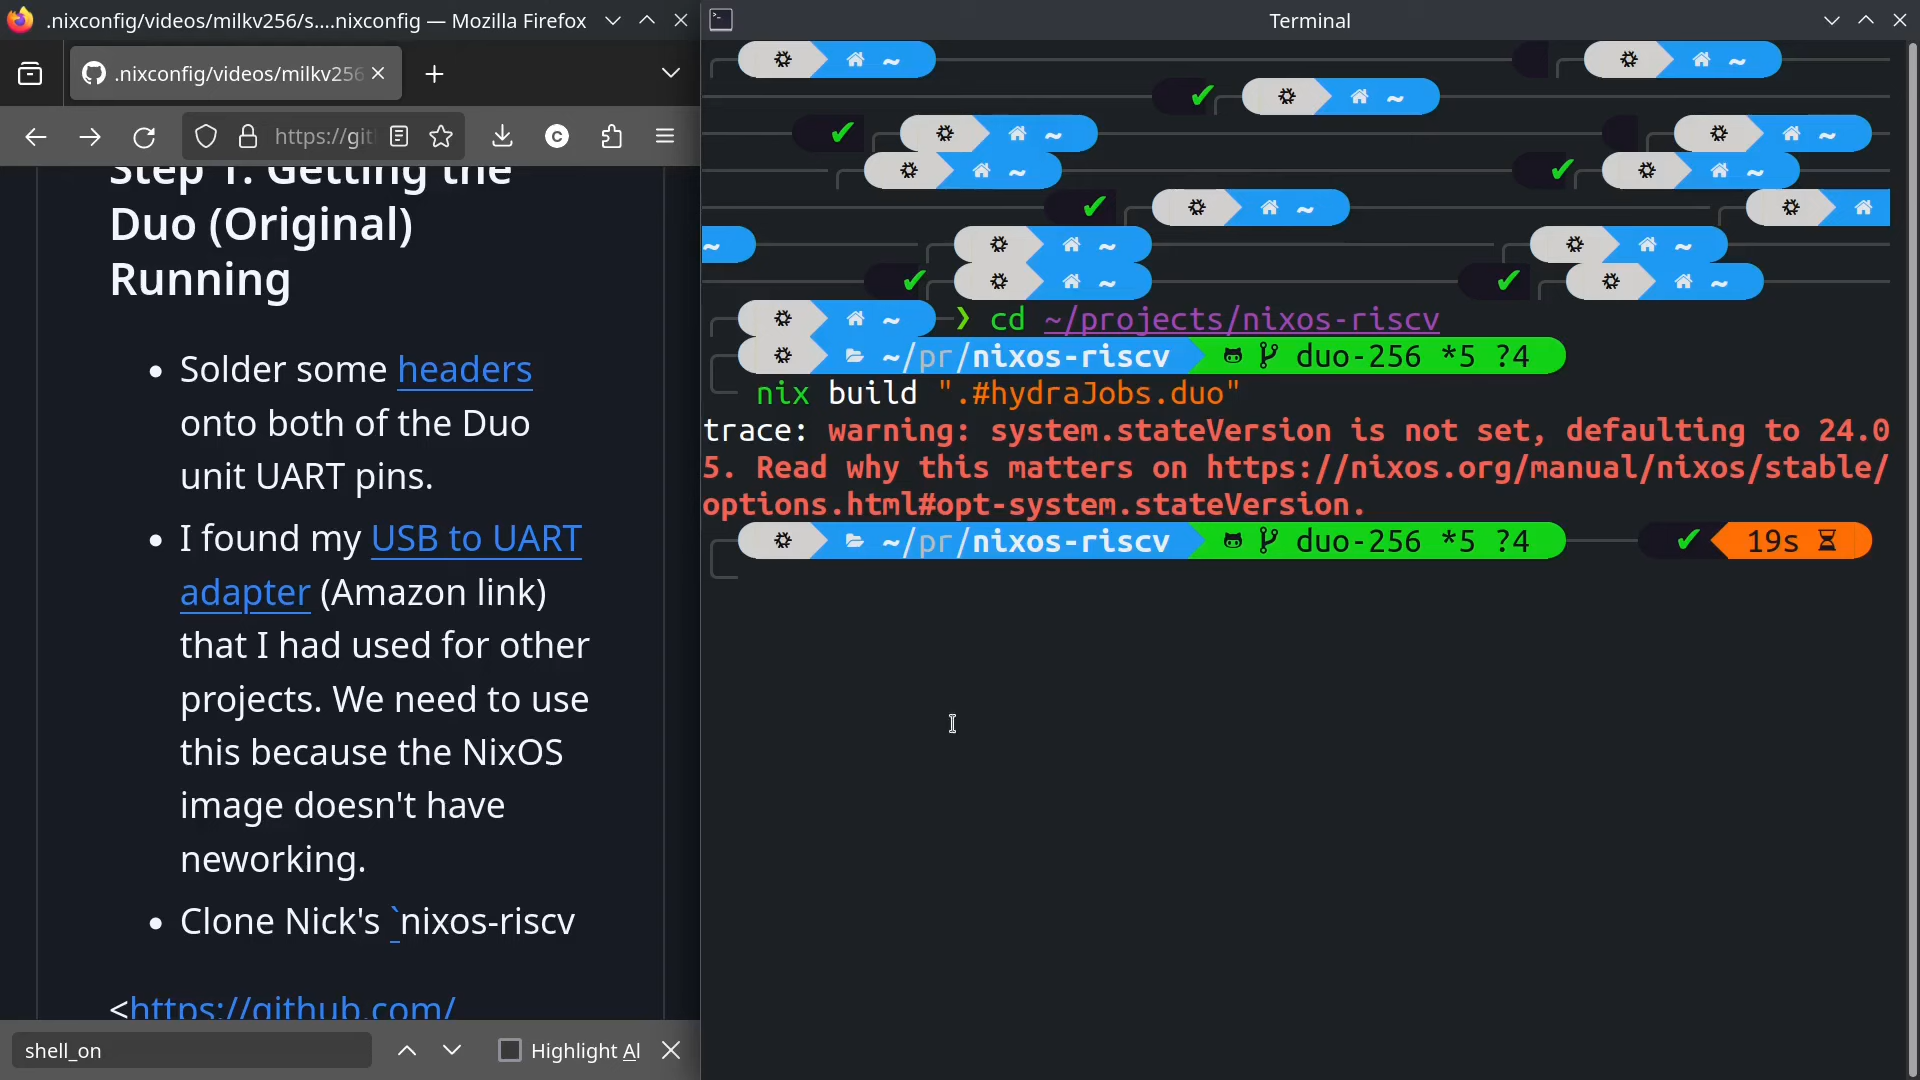 .nixconfig/videos/milkv256/s....nixconfig — Mozilla Firefox
.nixconfig/videos/milkv256
https://git
Step 1: Getting the
Duo (Original)
Running
Solder some headers
onto both of the Duo
unit UART pins.
I found my USB to UART
adapter (Amazon link)
that I had used for other
projects. We need to use
this because the NixOS
image doesn't have
neworking.
Clone Nick's `nixos-riscv
<https://github.com/
shell_on
Highlight Al
Terminal
~ ~
~
~ ~
~ ~
~
~ ~ ~
~ ~
~ ❯ cd ~/projects/nixos-riscv
~/pr/nixos-riscv duo-256 *5 ?4
nix build ".#hydraJobs.duo"
trace: warning: system.stateVersion is not set, defaulting to 24.0
5. Read why this matters on https://nixos.org/manual/nixos/stable/
options.html#opt-system.stateVersion.
~/pr/nixos-riscv duo-256 *5 ?4 ✔ 19s